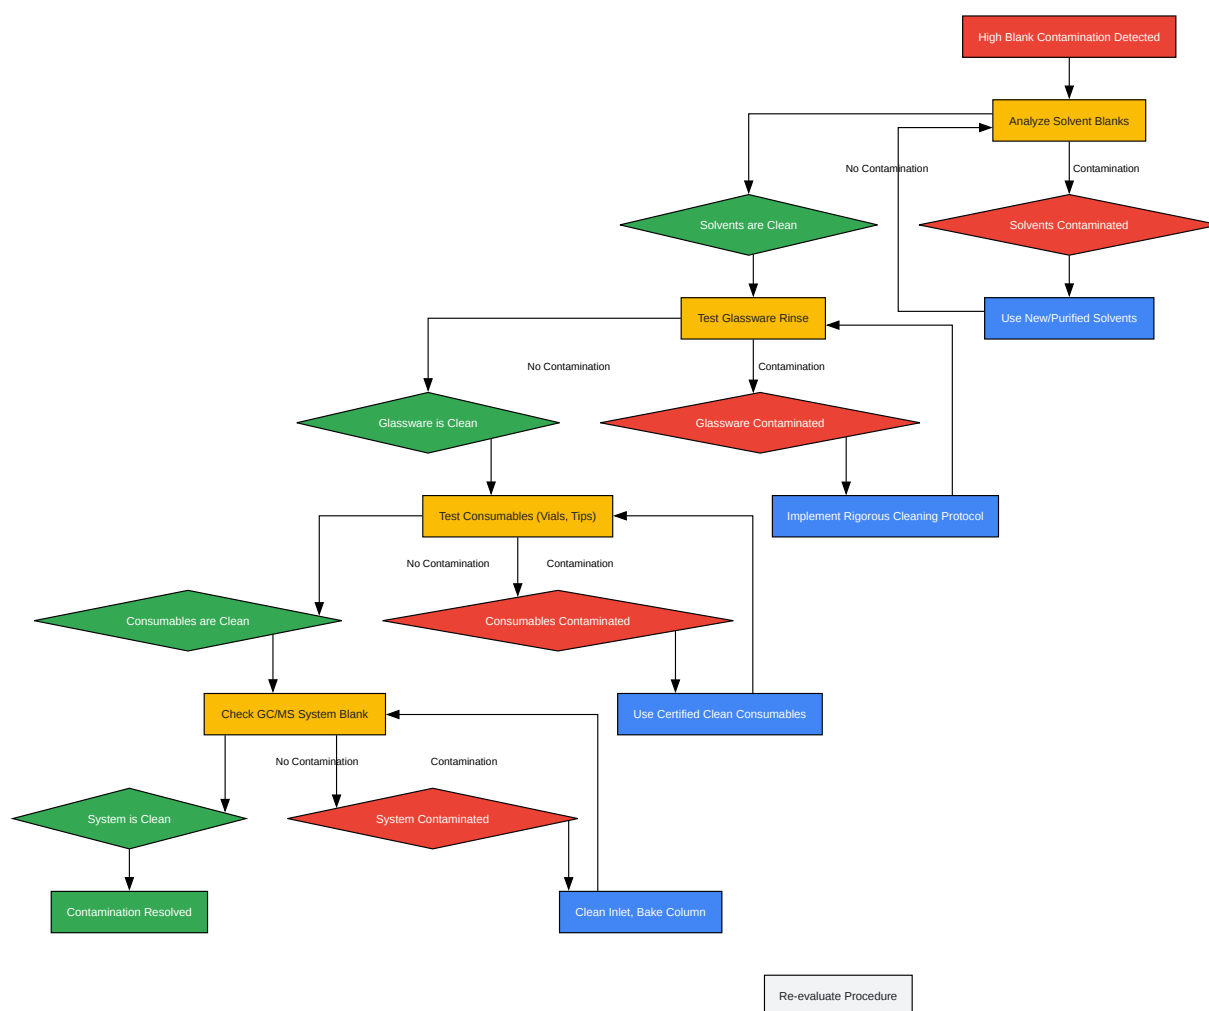 High Blank Contamination Detected
Analyze Solvent Blanks
No Contamination
Contamination
Solvents are Clean
Solvents Contaminated
Test Glassware Rinse
Use New/Purified Solvents
No Contamination
Contamination
Glassware is Clean
Glassware Contaminated
Test Consumables (Vials, Tips)
Implement Rigorous Cleaning Protocol
No Contamination
Contamination
Consumables are Clean
Consumables Contaminated
Check GC/MS System Blank
Use Certified Clean Consumables
No Contamination
Contamination
System is Clean
System Contaminated
Contamination Resolved
Clean Inlet, Bake Column
Re-evaluate Procedure